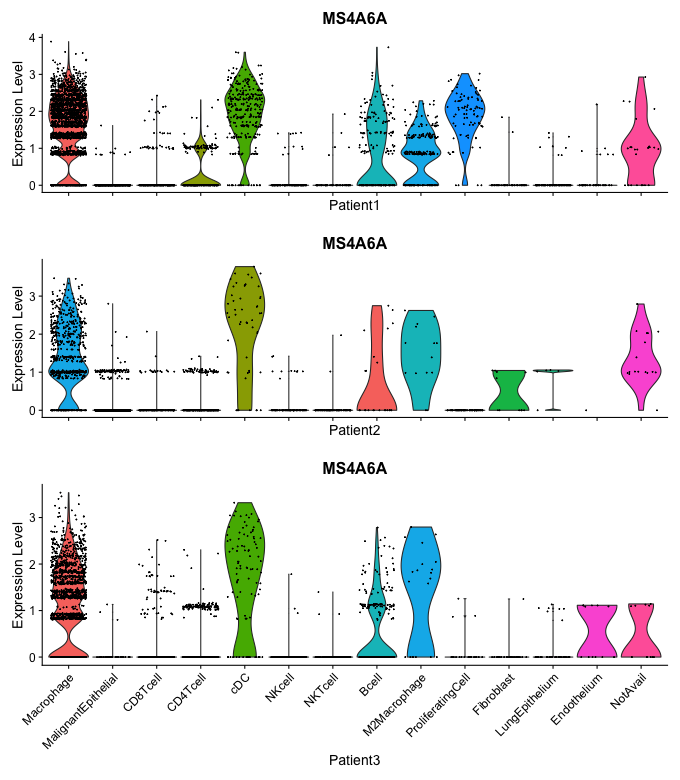 MS4A6A
Expression Level
4
3
2
1
0
Patient1
MS4A6A
Expression Level
3
2
1
0
Patient2
MS4A6A
Expression Level
3
2
1
0
Macrophage
MalignantEpithelial
CD8Tcell
CD4Tcell
cDC
NKcell
NKTcell
Bcell
M2Macrophage
ProliferatingCell
Fibroblast
LungEpithelium
Endothelium
NotAvail
Patient3